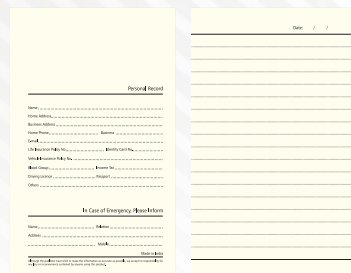 Personal Record
Name
Home Address
Business Address
Home Phone Business
E-mail
Life Insurance Policy No. Identity Card No.
Vehicle Insurance Policy No.
Blood Group Income Tax
Driving Licence Passport
Others
In Case of Emergency, Please Inform
Name Relation
Address
Mobile
Made in India
Date: / /